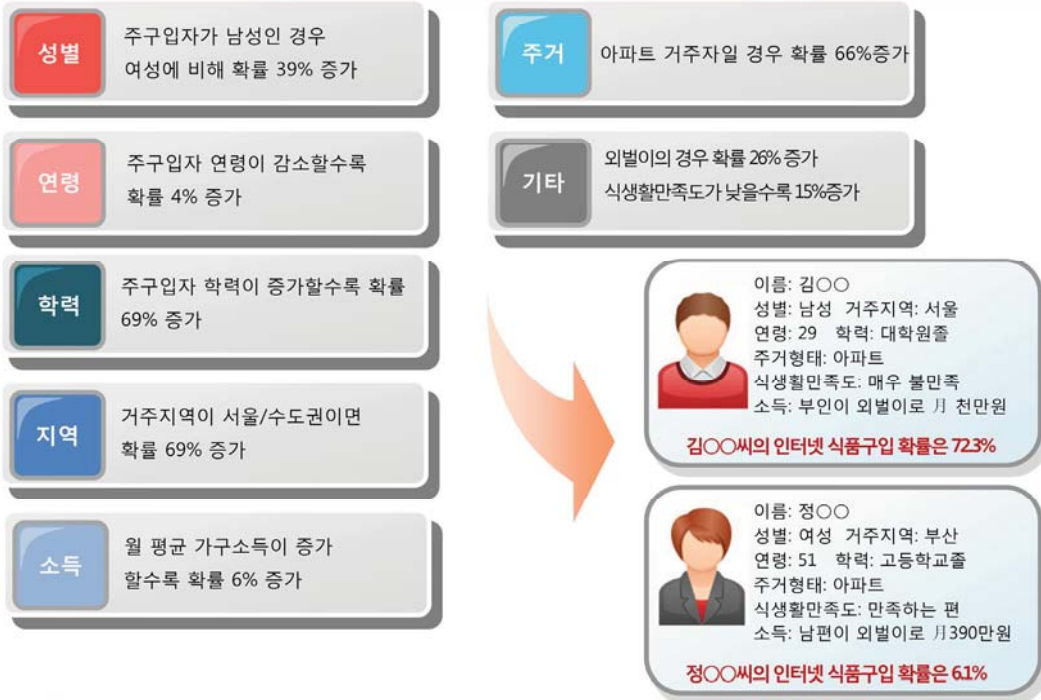 성별
주구입자가 남성인 경우
여성에 비해 확률 39% 증가
연령
주구입자 연령이 감소할수록
확률 4% 증가
학력
주구입자 학력이 증가할수록 확률
69% 증가
지역
거주지역이 서울/수도권이면
확률 69% 증가
소득
월 평균 가구소득이 증가
할수록 확률 6% 증가
주거
아파트 거주자일 경우 확률 66%증가
기타
외벌이의 경우 확률 26% 증가
식생활만족도가 낮을수록 15%증가
이름: 김○○
성별: 남성 거주지역: 서울
연령: 29 학력: 대학원졸
주거형태: 아파트
식생활만족도: 매우 불만족
소득: 부인이 외벌이로 月 천만원
김○○씨의 인터넷 식품구입 확률은 72.3%
이름: 정○○
성별: 여성 거주지역: 부산
연령: 51 학력: 고등학교졸
주거형태: 아파트
식생활만족도: 만족하는 편
소득: 남편이 외벌이로 月390만원
정○○씨의 인터넷 식품구입 확률은 6.1%